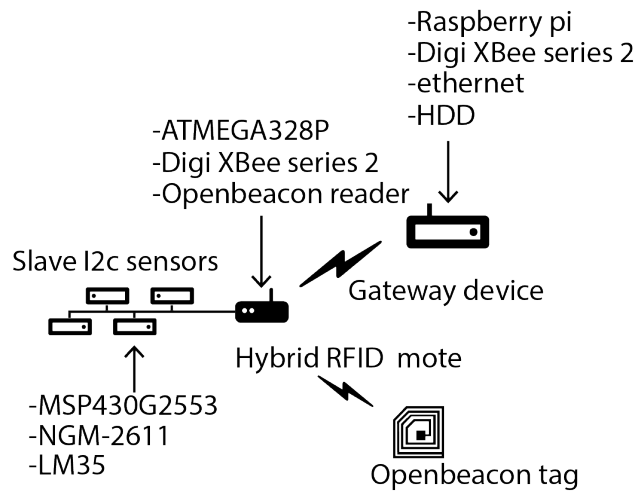 -Raspberry pi
-Digi XBee series 2
-ethernet
-HDD
-ATMEGA328P
-Digi XBee series 2
-Openbeacon reader
Slave I2c sensors
Gateway device
Hybrid RFID mote
-MSP430G2553
-NGM-2611
-LM35
Openbeacon tag